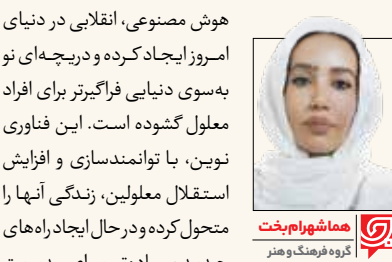 هوش مصنوعی، انقلابی در دنیای
امروز ایجاد کرده و دریچه‌ای نو
به‌سوی دنیایی فراگیرتر برای افراد
معلول گشوده است. این فناوری
نوین، با توانمندسازی و افزایش
استقلال معلولین، زندگی آنها را
متحول کرده و در حال ایجاد راه‌های
هما شهرام‌بخت
گروه فرهنگ و هنر